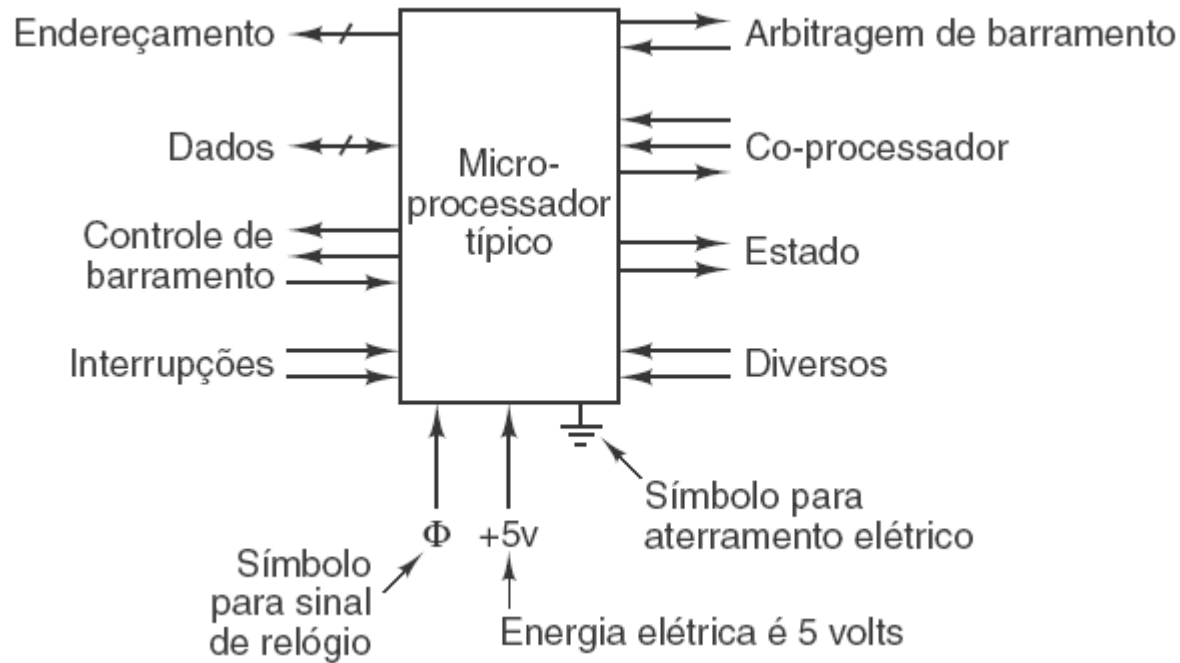 Endereçamento
Arbitragem de barramento
Dados
Micro-
processador
típico
Co-processador
Controle de
barramento
Estado
Interrupções
Diversos
Φ +5v
Símbolo para
aterramento elétrico
Símbolo
para sinal
de relógio
Energia elétrica é 5 volts